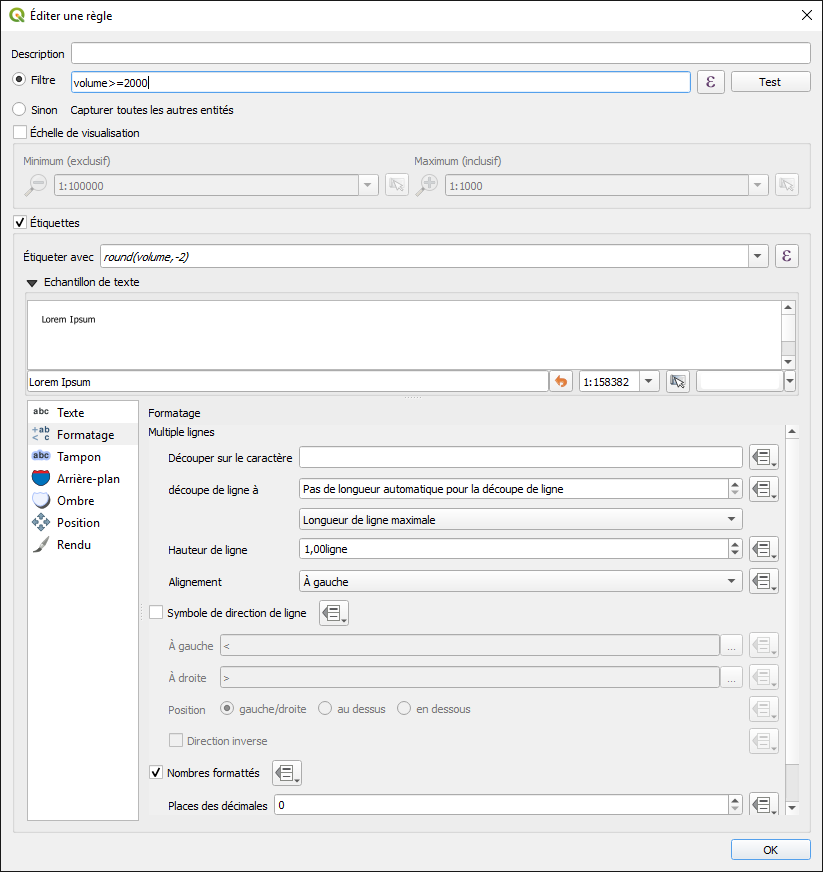 Éditer une règle
Description
Filtre volume>=2000 ε Test
Sinon Capturer toutes les autres entités
Échelle de visualisation
Minimum (exclusif) Maximum (inclusif)
1:100000 1:1000
Étiquettes
Étiqueter avec round(volume,-2) ε
Echantillon de texte
Lorem Ipsum
Lorem Ipsum 1:158382
abc Texte
+ab < c Formatage
abc Tampon
Arrière-plan
Ombre
Position
Rendu
Formatage
Multiple lignes
Découper sur le caractère
découpe de ligne à Pas de longueur automatique pour la découpe de ligne
Longueur de ligne maximale
Hauteur de ligne 1,00ligne
Alignement À gauche
Symbole de direction de ligne
À gauche < ...
À droite > ...
Position gauche/droite au dessus en dessous
Direction inverse
Nombres formattés
Places des décimales 0
OK